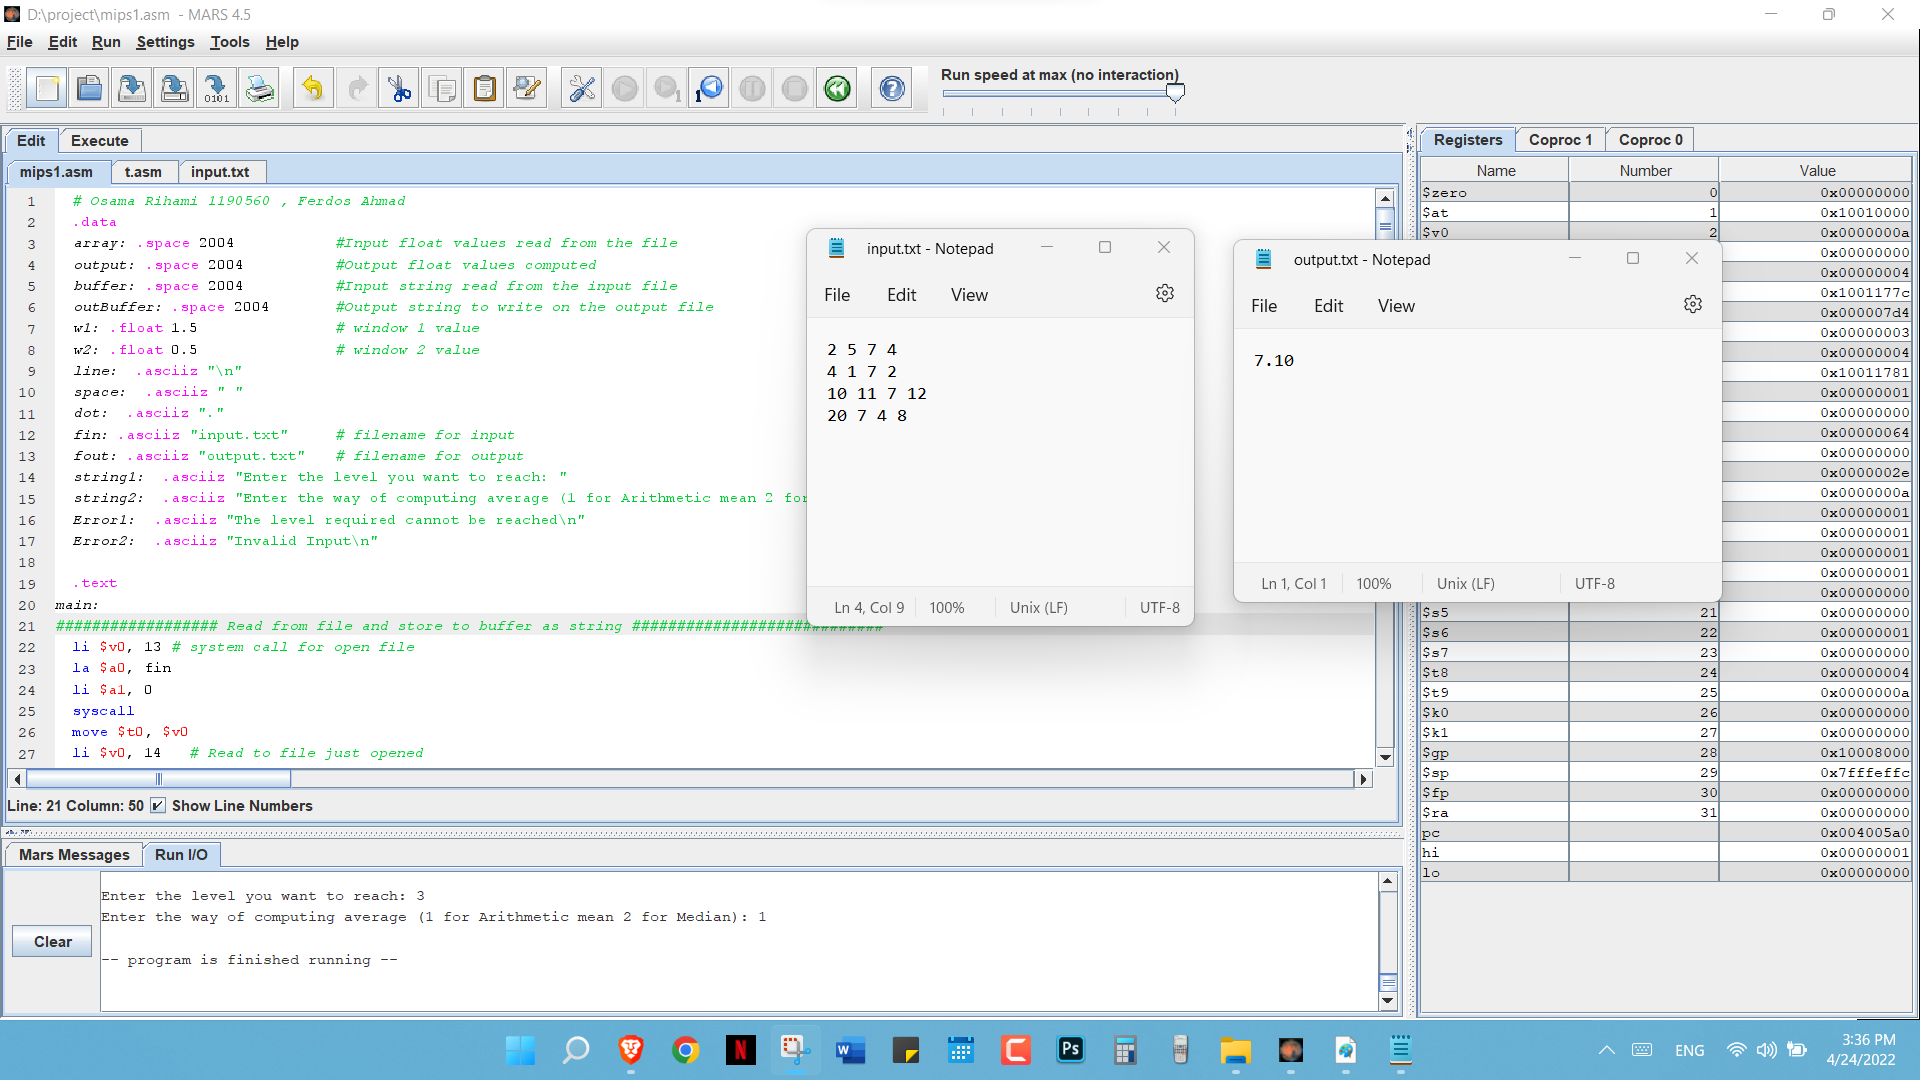 D:\project\mips1.asm - MARS 4.5
File Edit Run Settings Tools Help
Run speed at max (no interaction)
Edit Execute
mips1.asm t.asm input.txt
1 # Osama Rihami 1190560 , Ferdos Ahmad
2 .data
3 array: .space 2004 #Input float values read from the file
4 output: .space 2004 #Output float values computed
5 buffer: .space 2004 #Input string read from the input file
6 outBuffer: .space 2004 #Output string to write on the output file
7 w1: .float 1.5 # window 1 value
8 w2: .float 0.5 # window 2 value
9 line: .asciiz "\n"
10 space: .asciiz " "
11 dot: .asciiz "."
12 fin: .asciiz "input.txt" # filename for input
13 fout: .asciiz "output.txt" # filename for output
14 string1: .asciiz "Enter the level you want to reach: "
15 string2: .asciiz "Enter the way of computing average (1 for Arithmetic mean 2 for
16 Error1: .asciiz "The level required cannot be reached\n"
17 Error2: .asciiz "Invalid Input\n"
18
19 .text
20 main:
21 ################## Read from file and store to buffer as string ############################
22 li $v0, 13 # system call for open file
23 la $a0, fin
24 li $a1, 0
25 syscall
26 move $t0, $v0
27 li $v0, 14 # Read to file just opened
Line: 21 Column: 50 Show Line Numbers
input.txt - Notepad
File Edit View
2 5 7 4
4 1 7 2
10 11 7 12
20 7 4 8
Ln 4, Col 9 100% Unix (LF) UTF-8
output.txt - Notepad
File Edit View
7.10
Ln 1, Col 1 100% Unix (LF) UTF-8
Registers Coproc 1 Coproc 0
Name Number Value
$zero 0 0x00000000
$at 1 0x10010000
$v0 2 0x0000000a
0x00000000
0x00000004
0x1001177c
0x000007d4
0x00000003
0x00000004
0x10011781
0x00000001
0x00000000
0x00000064
0x00000000
0x0000002e
0x0000000a
0x00000001
0x00000001
0x00000001
0x00000001
0x00000000
$s5 21 0x00000000
$s6 22 0x00000001
$s7 23 0x00000000
$t8 24 0x00000004
$t9 25 0x0000000a
$k0 26 0x00000000
$k1 27 0x00000000
$gp 28 0x10008000
$sp 29 0x7fffeffc
$fp 30 0x00000000
$ra 31 0x00000000
pc 0x004005a0
hi 0x00000001
lo 0x00000000
Mars Messages Run I/O
Clear
Enter the level you want to reach: 3
Enter the way of computing average (1 for Arithmetic mean 2 for Median): 1
-- program is finished running --
ENG
3:36 PM
4/24/2022